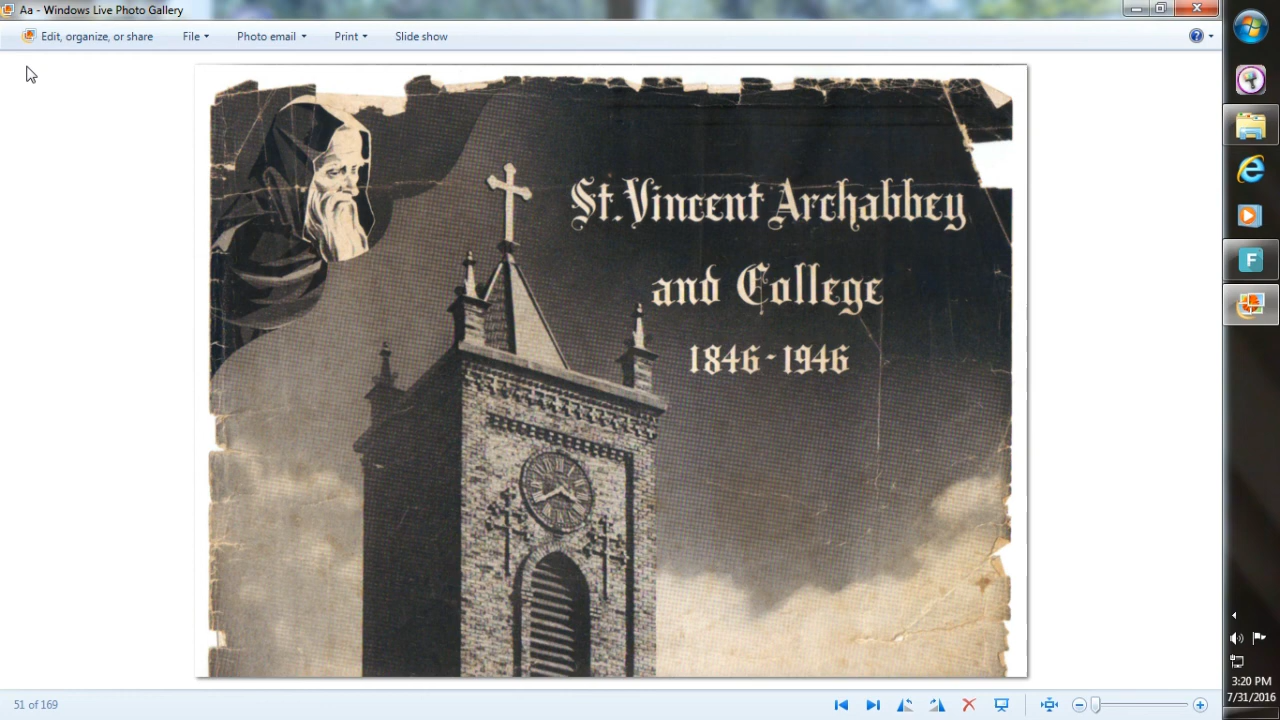 Aa - Windows Live Photo Gallery
Edit, organize, or share File Photo email Print Slide show
St. Vincent Archabbey
and College
1846 - 1946
F
51 of 169
3:20 PM
7/31/2016